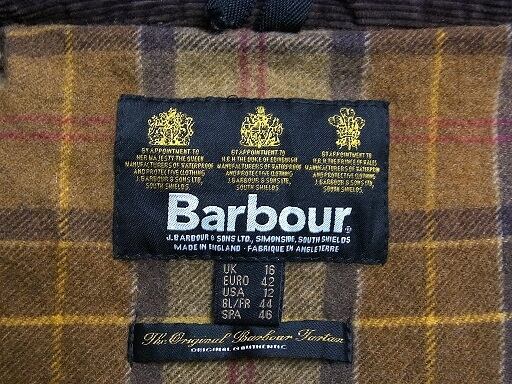 BY APPOINTMENT TO
HER MAJESTY THE QUEEN
MANUFACTURERS OF WATERPROOF
AND PROTECTIVE CLOTHING
J. BARBOUR & SONS LTD,
SOUTH SHIELDS
BY APPOINTMENT TO
H.R.H. THE DUKE OF EDINBURGH
MANUFACTURERS OF WATERPROOF
AND PROTECTIVE CLOTHING
J. BARBOUR & SONS LTD,
SOUTH SHIELDS
BY APPOINTMENT TO
H.R.H. THE PRINCE OF WALES
MANUFACTURERS OF WATERPROOF
AND PROTECTIVE CLOTHING
J. BARBOUR & SONS LTD,
SOUTH SHIELDS
Barbour
J. BARBOUR & SONS LTD, SIMONSIDE, SOUTH SHIELDS
MADE IN ENGLAND - FABRIQUE EN ANGLETERRE
UK 16
EURO 42
USA 12
BL/FR 44
SPA 46
The Original Barbour Tartan
ORIGINAL & AUTHENTIC